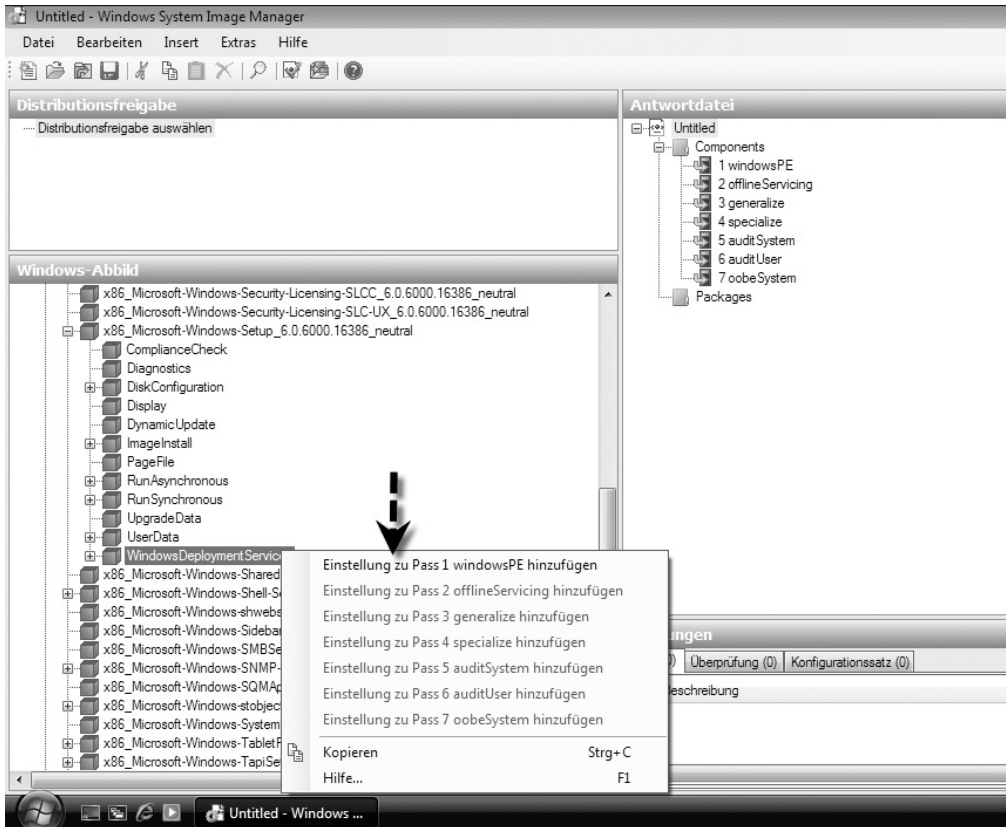 Untitled - Windows System Image Manager
Datei Bearbeiten Insert Extras Hilfe
Distributionsfreigabe
Distributionsfreigabe auswählen
Windows-Abbild
x86_Microsoft-Windows-Security-Licensing-SLCC_6.0.6000.16386_neutral
x86_Microsoft-Windows-Security-Licensing-SLC-UX_6.0.6000.16386_neutral
x86_Microsoft-Windows-Setup_6.0.6000.16386_neutral
ComplianceCheck
Diagnostics
DiskConfiguration
Display
DynamicUpdate
ImageInstall
PageFile
RunAsynchronous
RunSynchronous
UpgradeData
UserData
WindowsDeploymentServic
x86_Microsoft-Windows-Shared
x86_Microsoft-Windows-Shell-S
x86_Microsoft-Windows-shwebs
x86_Microsoft-Windows-Sidebar
x86_Microsoft-Windows-SMBSe
x86_Microsoft-Windows-SNMP-
x86_Microsoft-Windows-SQMAp
x86_Microsoft-Windows-stobjec
x86_Microsoft-Windows-System
x86_Microsoft-Windows-TabletP
x86_Microsoft-Windows-TapiSe
Einstellung zu Pass 1 windowsPE hinzufügen
Einstellung zu Pass 2 offlineServicing hinzufügen
Einstellung zu Pass 3 generalize hinzufügen
Einstellung zu Pass 4 specialize hinzufügen
Einstellung zu Pass 5 auditSystem hinzufügen
Einstellung zu Pass 6 auditUser hinzufügen
Einstellung zu Pass 7 oobeSystem hinzufügen
Kopieren Strg+C
Hilfe... F1
Antwortdatei
Untitled
Components
1 windowsPE
2 offlineServicing
3 generalize
4 specialize
5 auditSystem
6 auditUser
7 oobeSystem
Packages
ungen
) Überprüfung (0) Konfigurationssatz (0)
eschreibung
Untitled - Windows ...